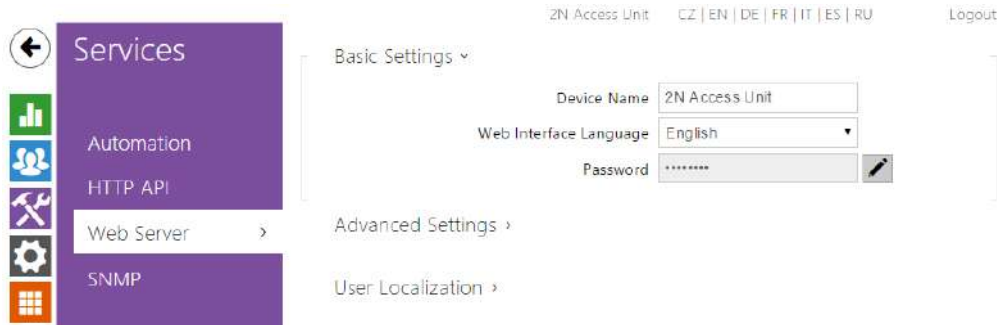 2N Access Unit CZ | EN | DE | FR | IT | ES | RU Logout
Services
Automation
HTTP API
Web Server
SNMP
Basic Settings
Device Name 2N Access Unit
Web Interface Language English
Password ••••••••
Advanced Settings
User Localization